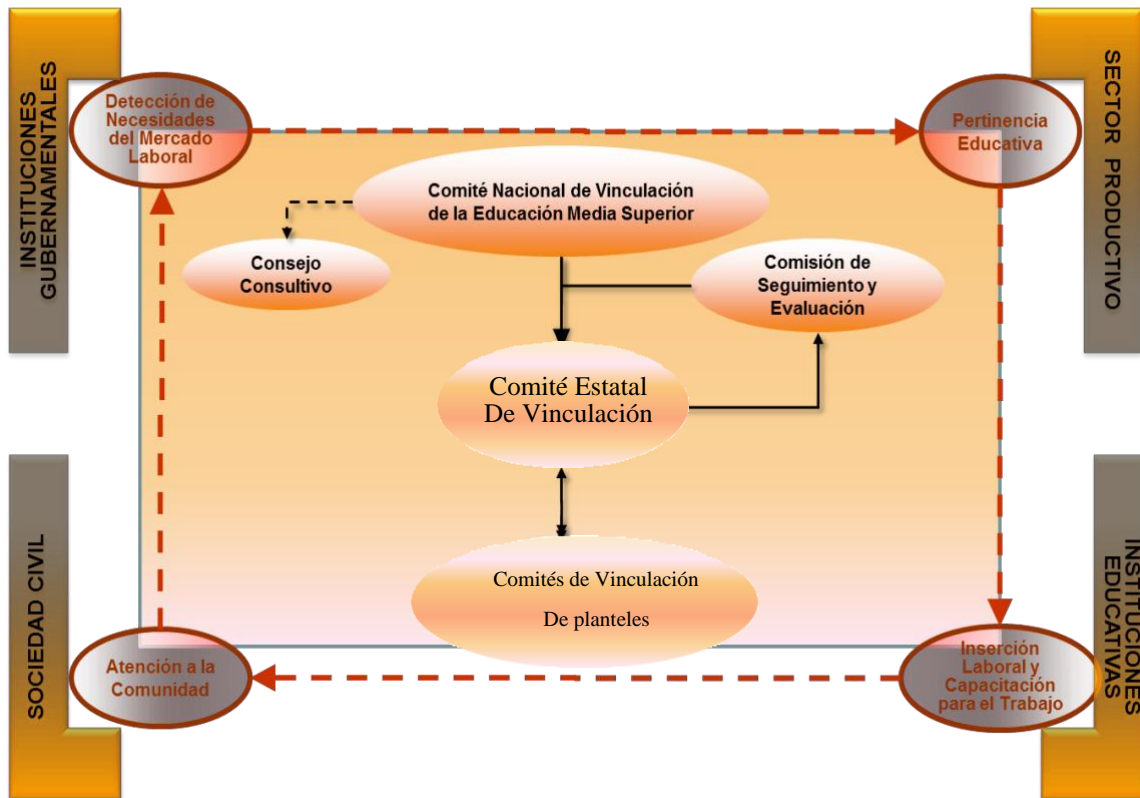 INSTITUCIONES
GUBERNAMENTALES
Detección de
Necesidades
del Mercado
Laboral
Pertinencia
Educativa
SECTOR PRODUCTIVO
Comité Nacional de Vinculación
de la Educación Media Superior
Consejo
Consultivo
Comisión de
Seguimiento y
Evaluación
Comité Estatal
De Vinculación
Comités de Vinculación
De planteles
SOCIEDAD CIVIL
Atención a la
Comunidad
Inserción
Laboral y
Capacitación
para el Trabajo
INSTITUCIONES
EDUCATIVAS